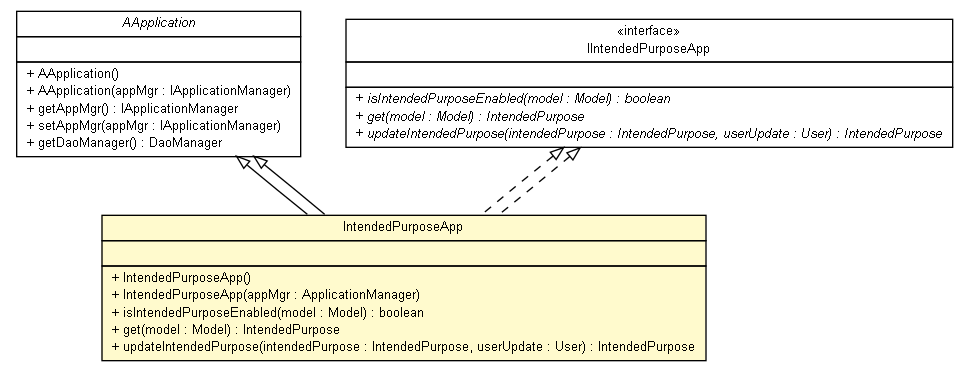 AApplication
+ AApplication()
+ AApplication(appMgr : IApplicationManager)
+ getAppMgr() : IApplicationManager
+ setAppMgr(appMgr : IApplicationManager)
+ getDaoManager() : DaoManager
«interface»
IIntendedPurposeApp
+ isIntendedPurposeEnabled(model : Model) : boolean
+ get(model : Model) : IntendedPurpose
+ updateIntendedPurpose(intendedPurpose : IntendedPurpose, userUpdate : User) : IntendedPurpose
IntendedPurposeApp
+ IntendedPurposeApp()
+ IntendedPurposeApp(appMgr : ApplicationManager)
+ isIntendedPurposeEnabled(model : Model) : boolean
+ get(model : Model) : IntendedPurpose
+ updateIntendedPurpose(intendedPurpose : IntendedPurpose, userUpdate : User) : IntendedPurpose